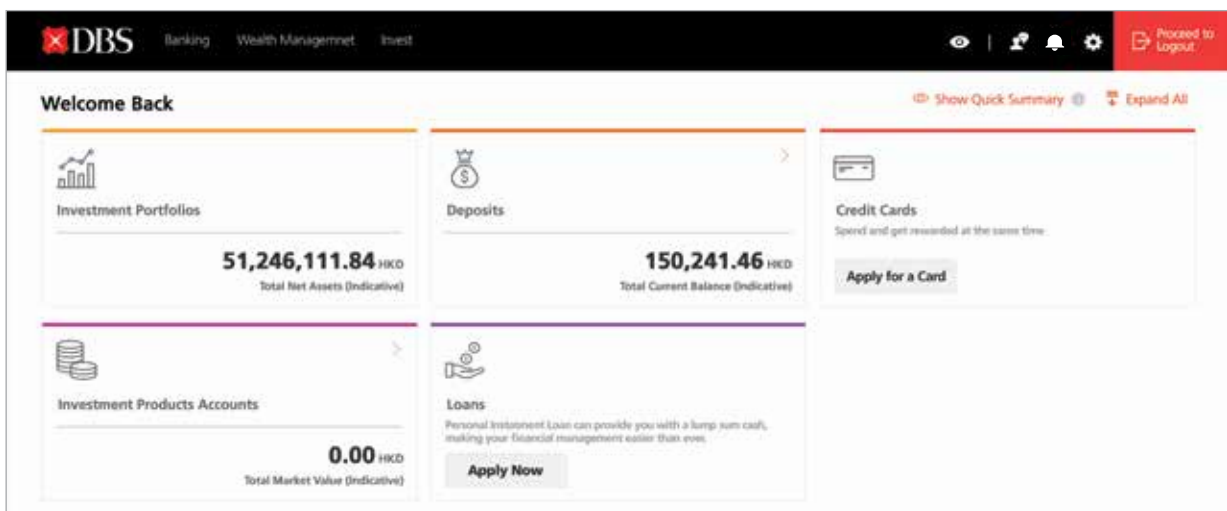 DBS
Banking Wealth Managemnet Invest
Proceed to
Logout
Welcome Back
Show Quick Summary
Expand All
Investment Portfolios
51,246,111.84 HKD
Total Net Assets (Indicative)
Deposits
150,241.46 HKD
Total Current Balance (Indicative)
Credit Cards
Spend and get rewarded at the same time
Apply for a Card
Investment Products Accounts
0.00 HKD
Total Market Value (Indicative)
Loans
Personal Instalment Loan can provide you with a lump sum cash,
making your financial management easier than ever.
Apply Now